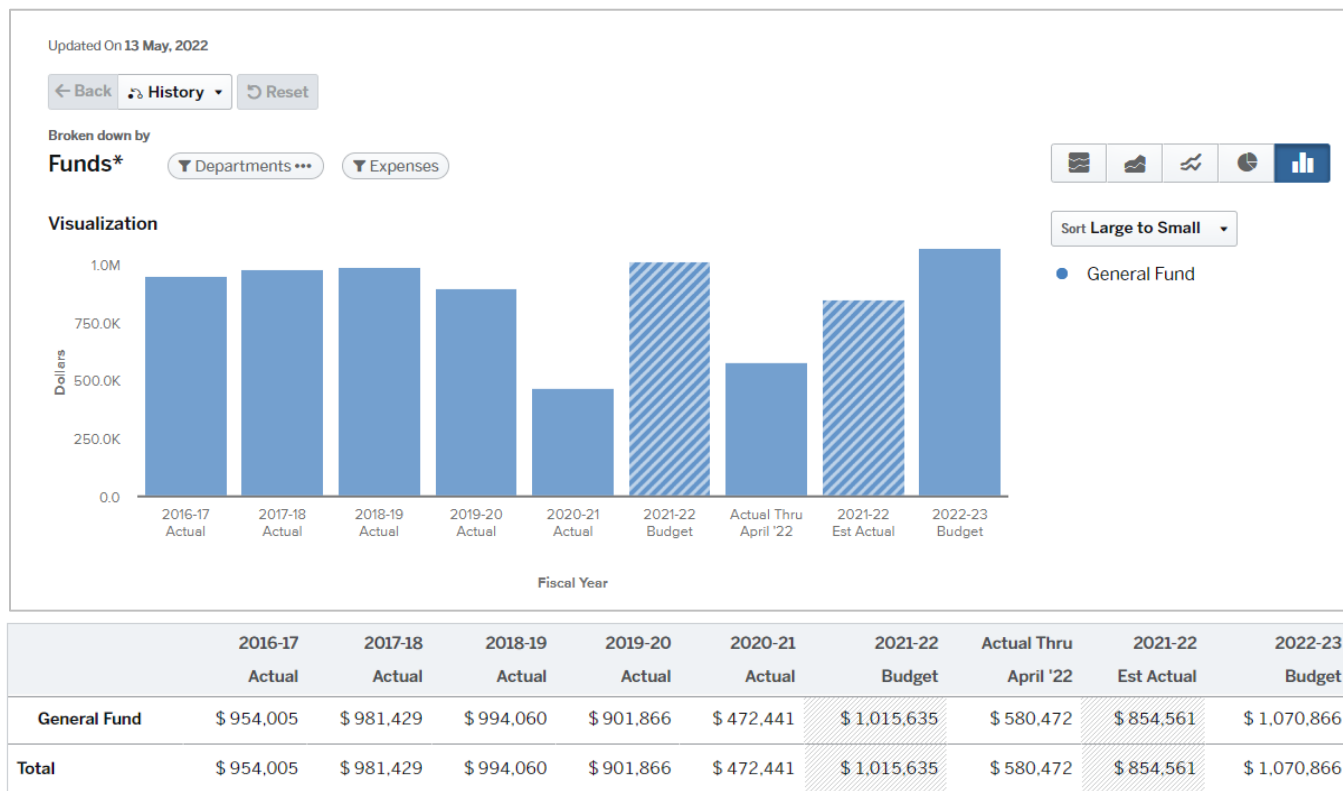 Updated On 13 May, 2022
← Back History ▾ Reset
Broken down by
Funds* Departments ••• Expenses
Visualization
Sort Large to Small ▾
General Fund
1.0M
750.0K
500.0K
250.0K
0.0
Dollars
2016-17 2017-18 2018-19 2019-20 2020-21 2021-22 Actual Thru 2021-22 2022-23
Actual Actual Actual Actual Actual Budget April '22 Est Actual Budget
Fiscal Year
2016-17 2017-18 2018-19 2019-20 2020-21 2021-22 Actual Thru 2021-22 2022-23
Actual Actual Actual Actual Actual Budget April '22 Est Actual Budget
General Fund $ 954,005 $ 981,429 $ 994,060 $ 901,866 $ 472,441 $ 1,015,635 $ 580,472 $ 854,561 $ 1,070,866
Total $ 954,005 $ 981,429 $ 994,060 $ 901,866 $ 472,441 $ 1,015,635 $ 580,472 $ 854,561 $ 1,070,866